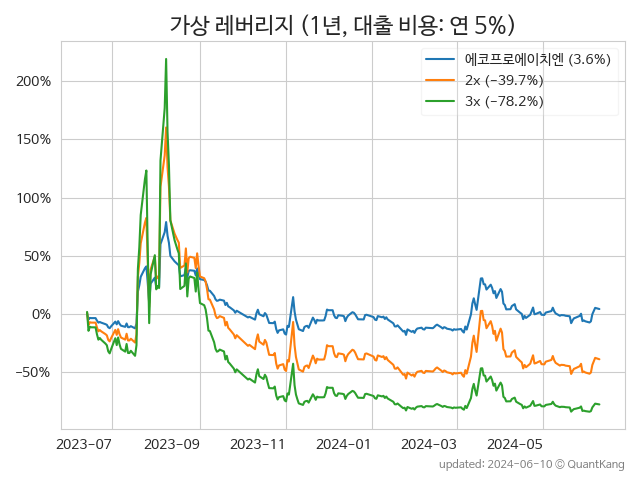 가상 레버리지 (1년, 대출 비용: 연 5%)
에코프로에이치엔 (3.6%)
2x (−39.7%)
3x (−78.2%)
200%
150%
100%
50%
0%
−50%
2023-07
2023-09
2023-11
2024-01
2024-03
2024-05
updated: 2024-06-10 © QuantKang